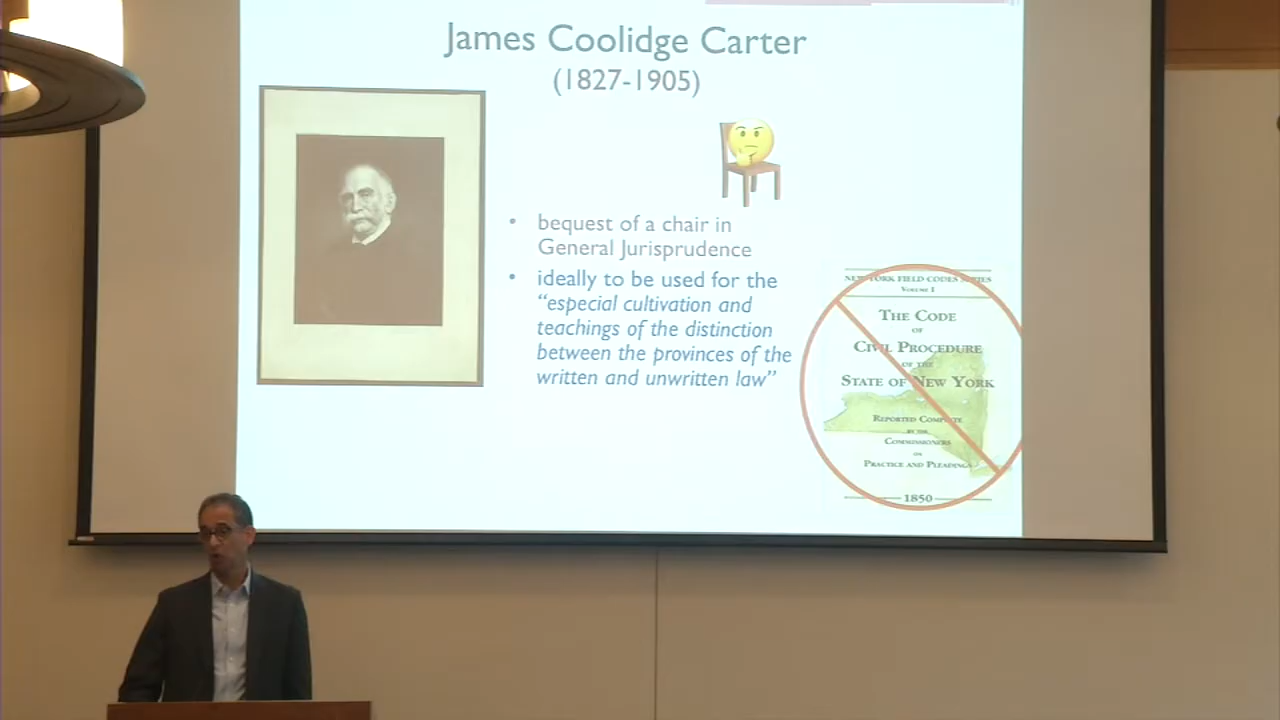 James Coolidge Carter
(1827-1905)
• bequest of a chair in
General Jurisprudence
• ideally to be used for the
“especial cultivation and
teachings of the distinction
between the provinces of the
written and unwritten law”
NEW YORK FIELD CODES SERIES
VOLUME I
THE CODE
OF
CIVIL PROCEDURE
OF THE
STATE OF NEW YORK
REPORTED COMPLETE
BY THE
COMMISSIONERS
ON
PRACTICE AND PLEADINGS
1850